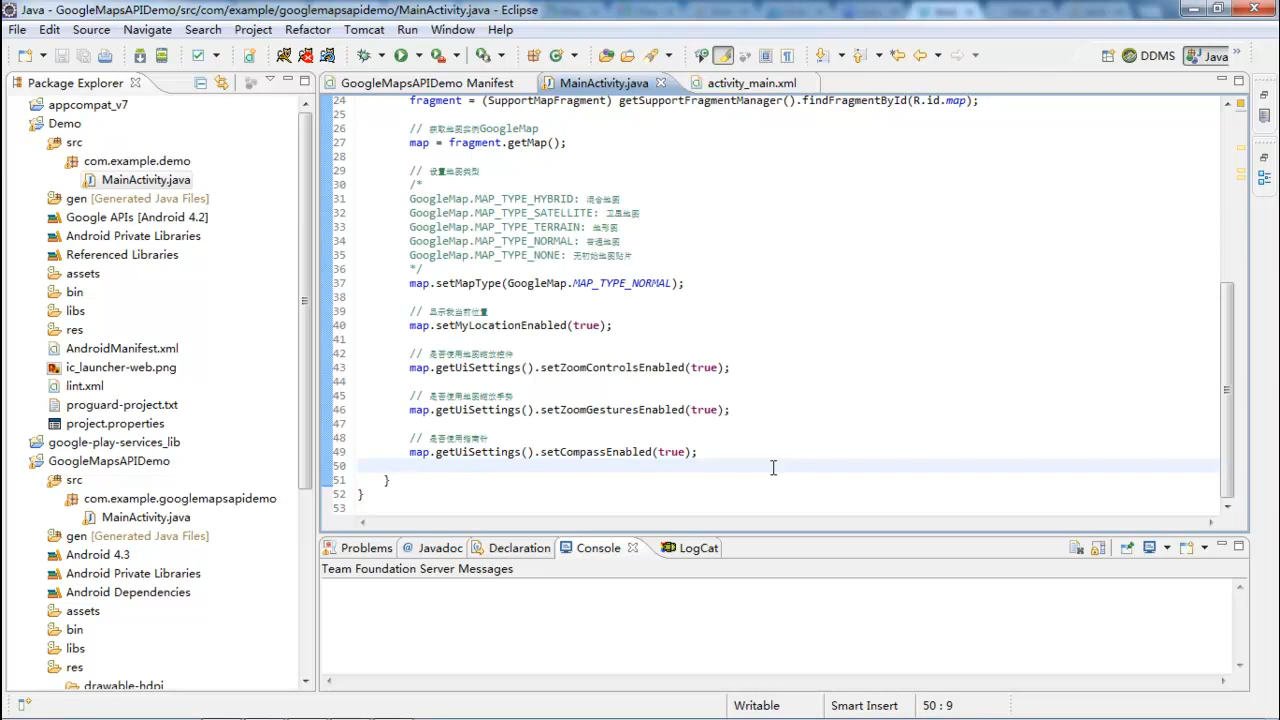 Java - GoogleMapsAPIDemo/src/com/example/googlemapsapidemo/MainActivity.java - Eclipse
File Edit Source Navigate Search Project Refactor Tomcat Run Window Help
DDMS Java
Package Explorer
appcompat_v7
Demo
src
com.example.demo
MainActivity.java
gen [Generated Java Files]
Google APIs [Android 4.2]
Android Private Libraries
Referenced Libraries
assets
bin
libs
res
AndroidManifest.xml
ic_launcher-web.png
lint.xml
proguard-project.txt
project.properties
google-play-services_lib
GoogleMapsAPIDemo
src
com.example.googlemapsapidemo
MainActivity.java
gen [Generated Java Files]
Android 4.3
Android Private Libraries
Android Dependencies
assets
bin
libs
res
drawable-hdpi
GoogleMapsAPIDemo Manifest MainActivity.java activity_main.xml
24 fragment = (SupportMapFragment) getSupportFragmentManager().findFragmentById(R.id.map);
25
26 // 获取地图实例GoogleMap
27 map = fragment.getMap();
28
29 // 设置地图类型
30 /*
31 GoogleMap.MAP_TYPE_HYBRID: 混合地图
32 GoogleMap.MAP_TYPE_SATELLITE: 卫星地图
33 GoogleMap.MAP_TYPE_TERRAIN: 地形图
34 GoogleMap.MAP_TYPE_NORMAL: 普通地图
35 GoogleMap.MAP_TYPE_NONE: 无初始地图贴片
36 */
37 map.setMapType(GoogleMap.MAP_TYPE_NORMAL);
38
39 // 显示我当前位置
40 map.setMyLocationEnabled(true);
41
42 // 是否使用地图缩放控件
43 map.getUiSettings().setZoomControlsEnabled(true);
44
45 // 是否使用地图缩放手势
46 map.getUiSettings().setZoomGesturesEnabled(true);
47
48 // 是否使用指南针
49 map.getUiSettings().setCompassEnabled(true);
50
51 }
52 }
53
Problems @ Javadoc Declaration Console LogCat
Team Foundation Server Messages
Writable Smart Insert 50 : 9